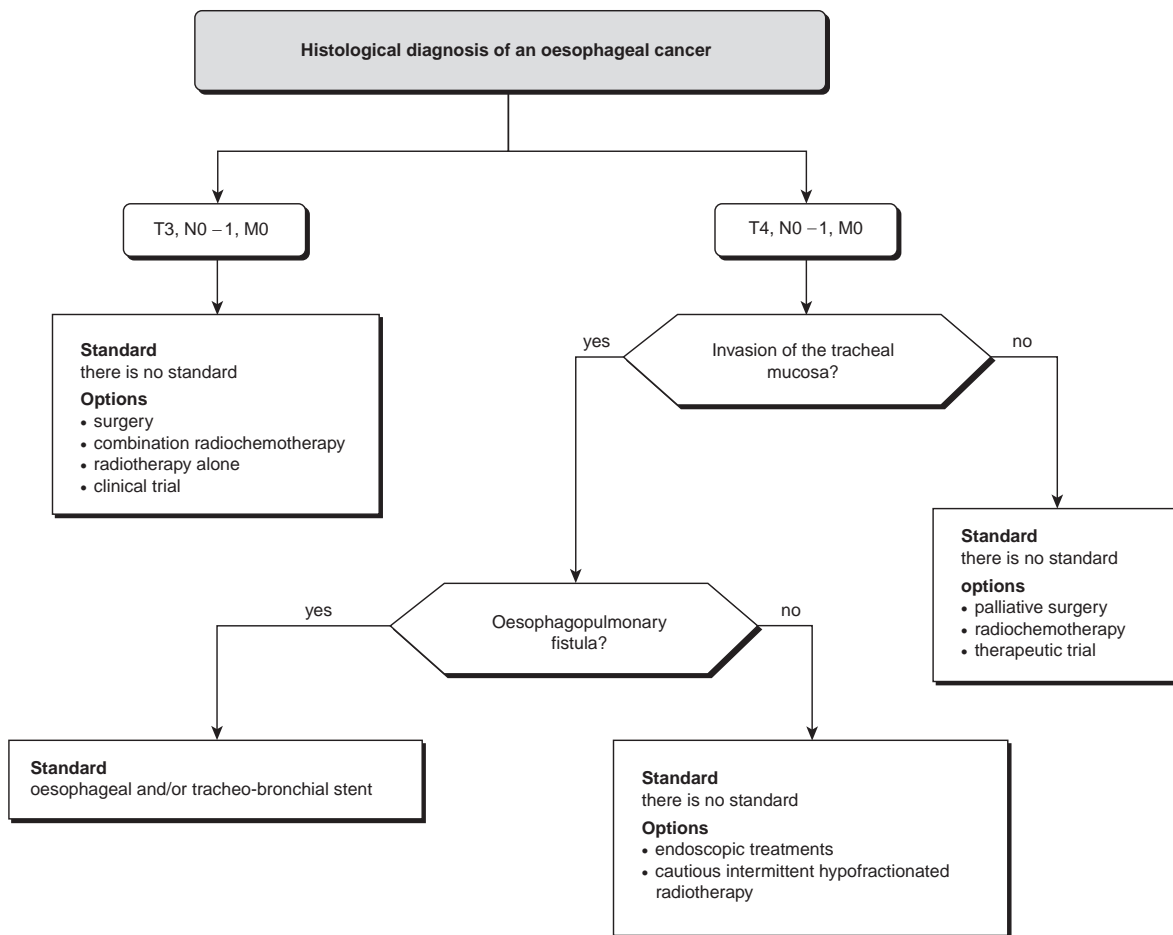 Histological diagnosis of an oesophageal cancer
T3, N0 – 1, M0
T4, N0 – 1, M0
Standard
there is no standard
Options
• surgery
• combination radiochemotherapy
• radiotherapy alone
• clinical trial
yes
Invasion of the tracheal
mucosa?
no
Standard
there is no standard
options
• palliative surgery
• radiochemotherapy
• therapeutic trial
yes
Oesophagopulmonary
fistula?
no
Standard
oesophageal and/or tracheo-bronchial stent
Standard
there is no standard
Options
• endoscopic treatments
• cautious intermittent hypofractionated
radiotherapy